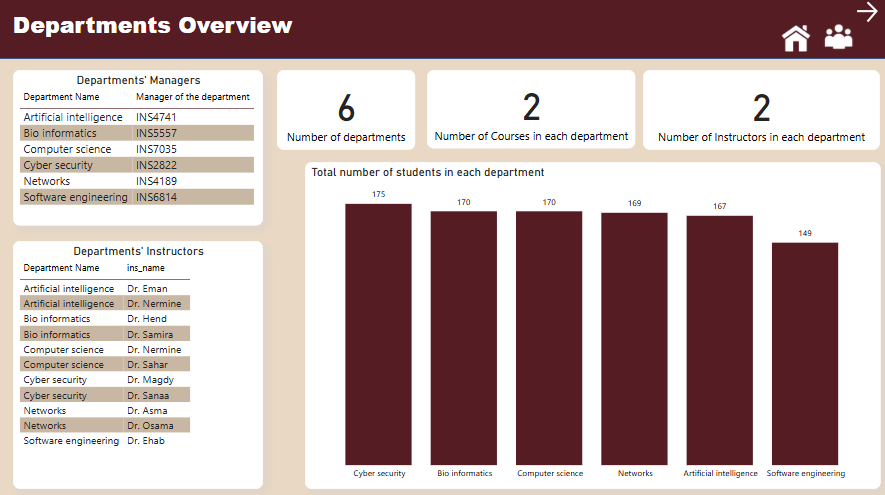 Departments Overview
Departments' Managers
Department Name Manager of the department
Artificial intelligence INS4741
Bio informatics INS5557
Computer science INS7035
Cyber security INS2822
Networks INS4189
Software engineering INS6814
6
Number of departments
2
Number of Courses in each department
2
Number of Instructors in each department
Departments' Instructors
Department Name ins_name
Artificial intelligence Dr. Eman
Artificial intelligence Dr. Nermine
Bio informatics Dr. Hend
Bio informatics Dr. Samira
Computer science Dr. Nermine
Computer science Dr. Sahar
Cyber security Dr. Magdy
Cyber security Dr. Sanaa
Networks Dr. Asma
Networks Dr. Osama
Software engineering Dr. Ehab
Total number of students in each department
175 170 170 169 167 149
Cyber security Bio informatics Computer science Networks Artificial intelligence Software engineering